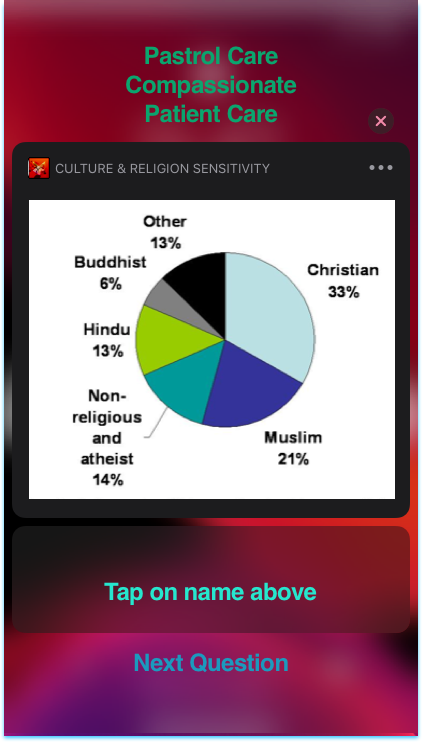 Pastrol Care
Compassionate
Patient Care
CULTURE & RELIGION SENSITIVITY
Other
13%
Buddhist
6%
Christian
33%
Hindu
13%
Non-
religious
and
atheist
14%
Muslim
21%
Tap on name above
Next Question